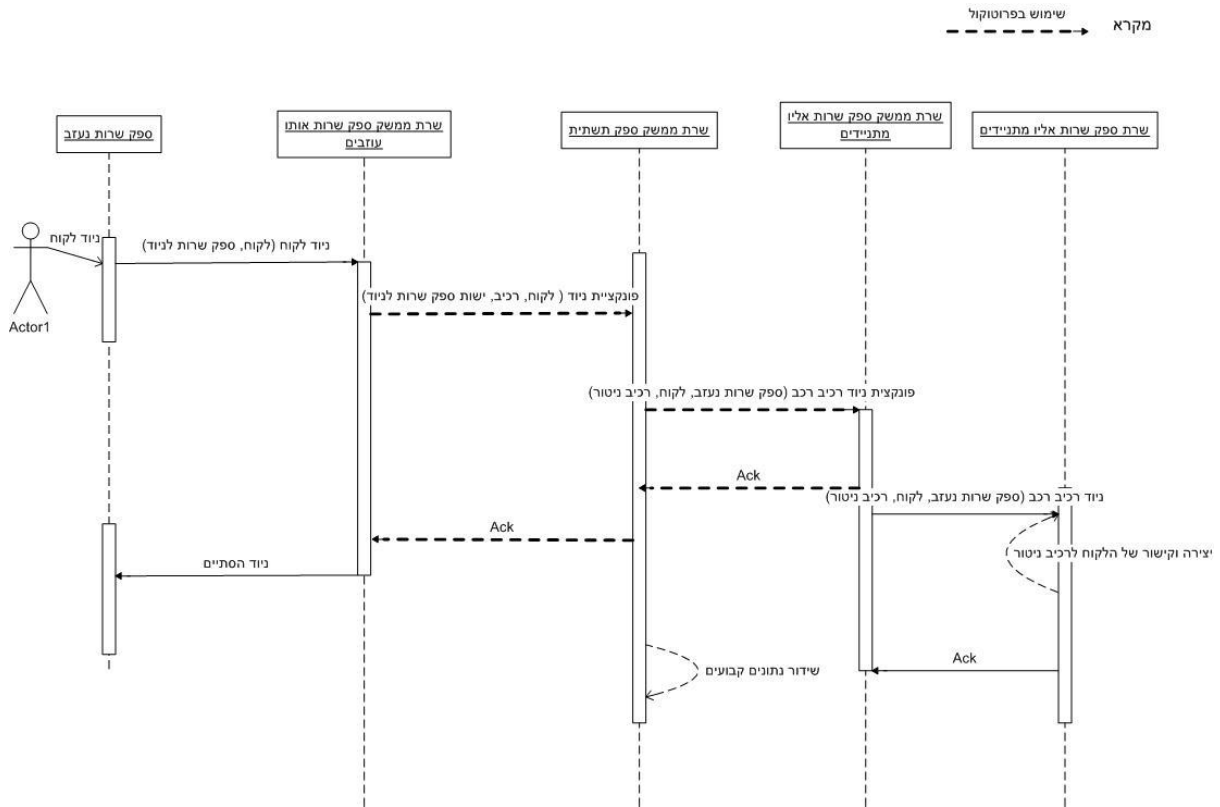 שימוש בפרוטוקול
מקרא
ספק שרות נעזב
שרת ממשק ספק שרות אותו
עוזבים
שרת ממשק ספק תשתית
שרת ממשק ספק שרות אליו
מתניידים
שרת ספק שרות אליו מתניידים
ניוד לקוח
ניוד לקוח (לקוח, ספק שרות לניוד)
Actor1
פונקציית ניוד ( לקוח, רכיב, ישות ספק שרות לניוד)
פונקצית ניוד רכיב רכב (ספק שרות נעזב, לקוח, רכיב ניטור)
Ack
ניוד רכיב רכב (ספק שרות נעזב, לקוח, רכיב ניטור)
Ack
יצירה וקישור של הלקוח לרכיב ניטור
ניוד הסתיים
Ack
שידור נתונים קבועים